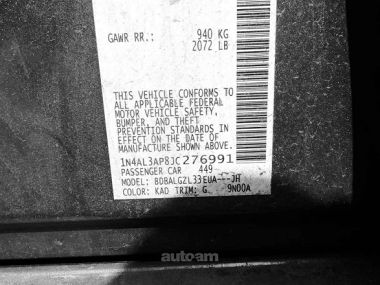 GAWR RR.: 940 KG
2072 LB
THIS VEHICLE CONFORMS TO
ALL APPLICABLE FEDERAL
MOTOR VEHICLE SAFETY,
BUMPER, AND THEFT
PREVENTION STANDARDS IN
EFFECT ON THE DATE OF
MANUFACTURE SHOWN ABOVE.
1N4AL3AP8JC276991
PASSENGER CAR 449
MODEL: BDBALGZL33EUA---JH
COLOR: KAD TRIM: G 9N00A
autoam